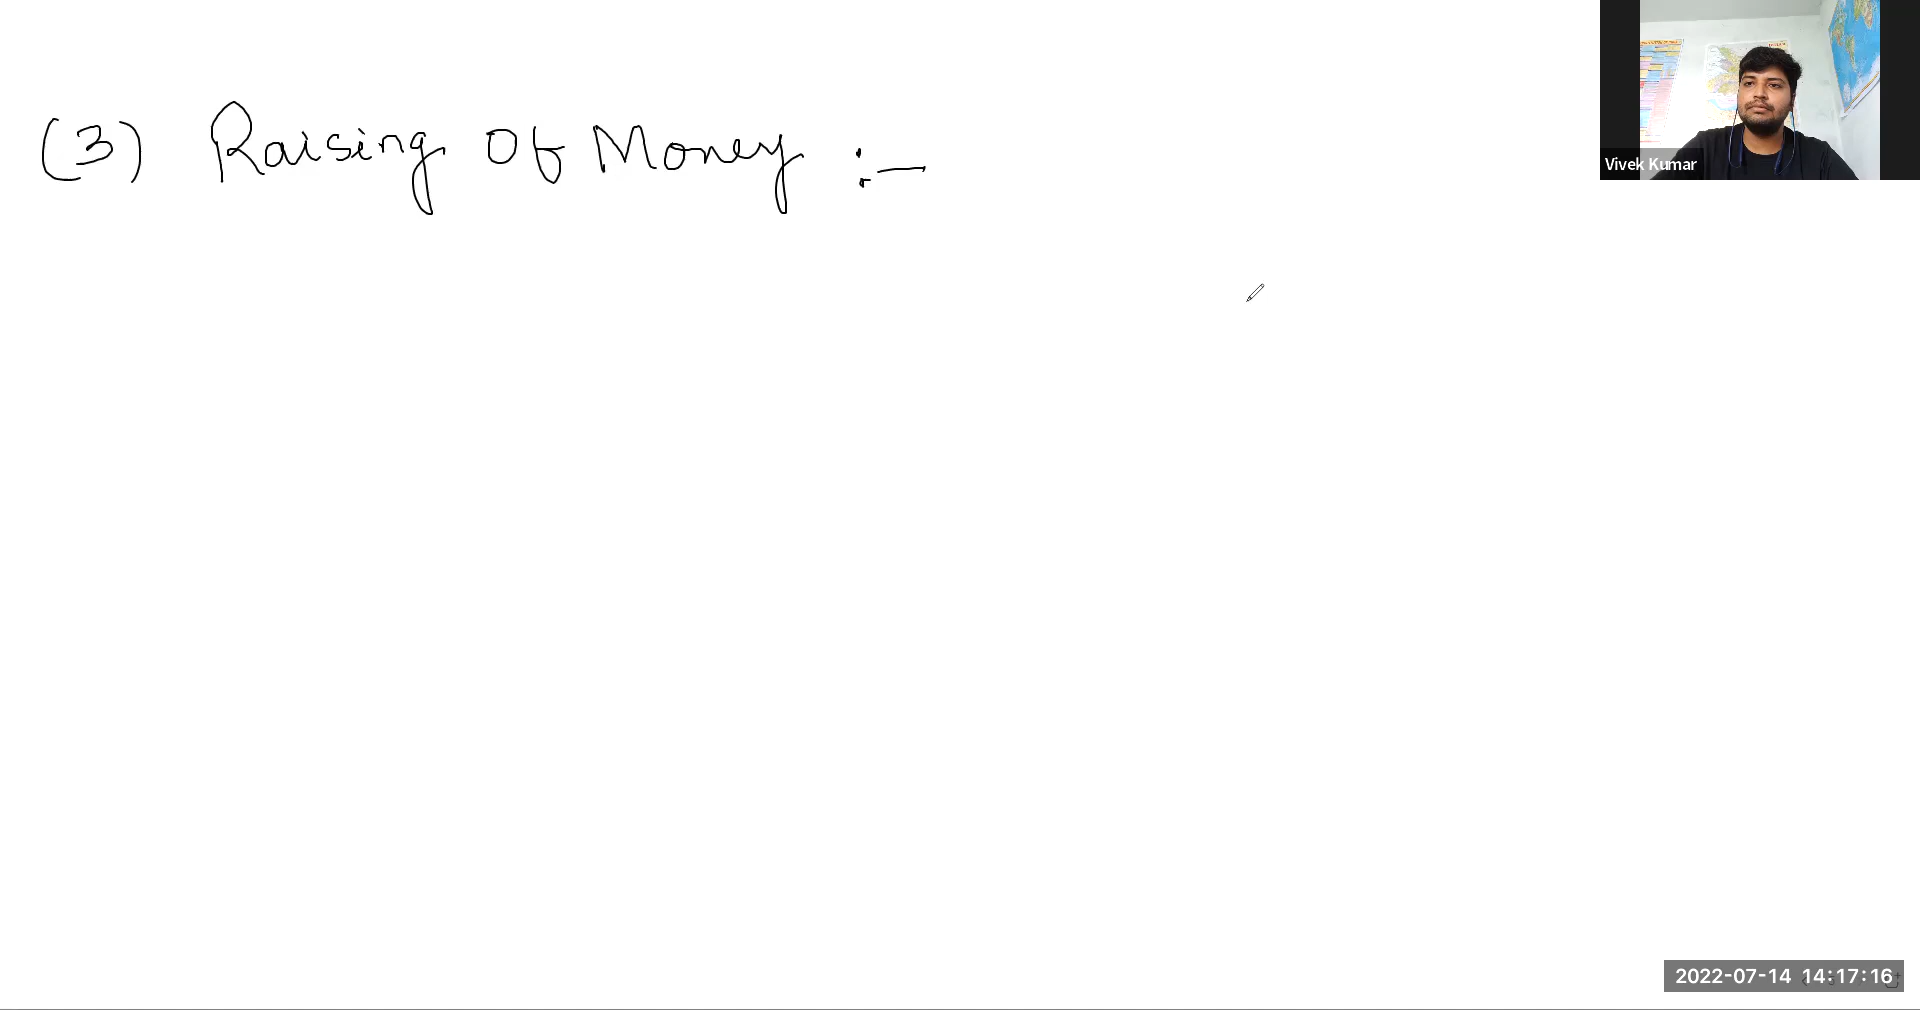 (3) Raising Of Money :-
Vivek Kumar
2022-07-14 14:17:16